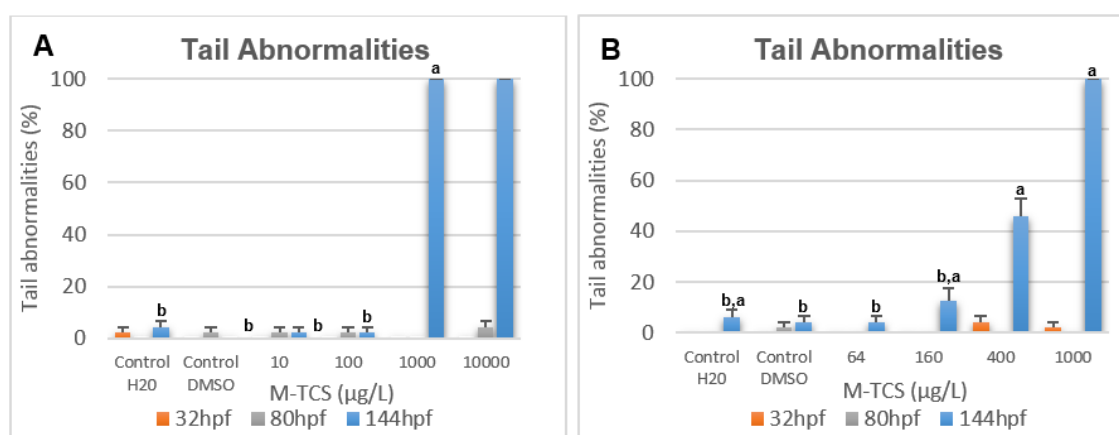 A
Tail Abnormalities
Tail abnormalities (%)
100
80
60
40
20
0
a
b
b
b
b
Control H20
Control DMSO
10
100
1000
10000
M-TCS (µg/L)
32hpf 80hpf 144hpf
B
Tail Abnormalities
Tail abnormalities (%)
100
80
60
40
20
0
b,a
b
b
b,a
a
a
Control H20
Control DMSO
64
160
400
1000
M-TCS (µg/L)
32hpf 80hpf 144hpf